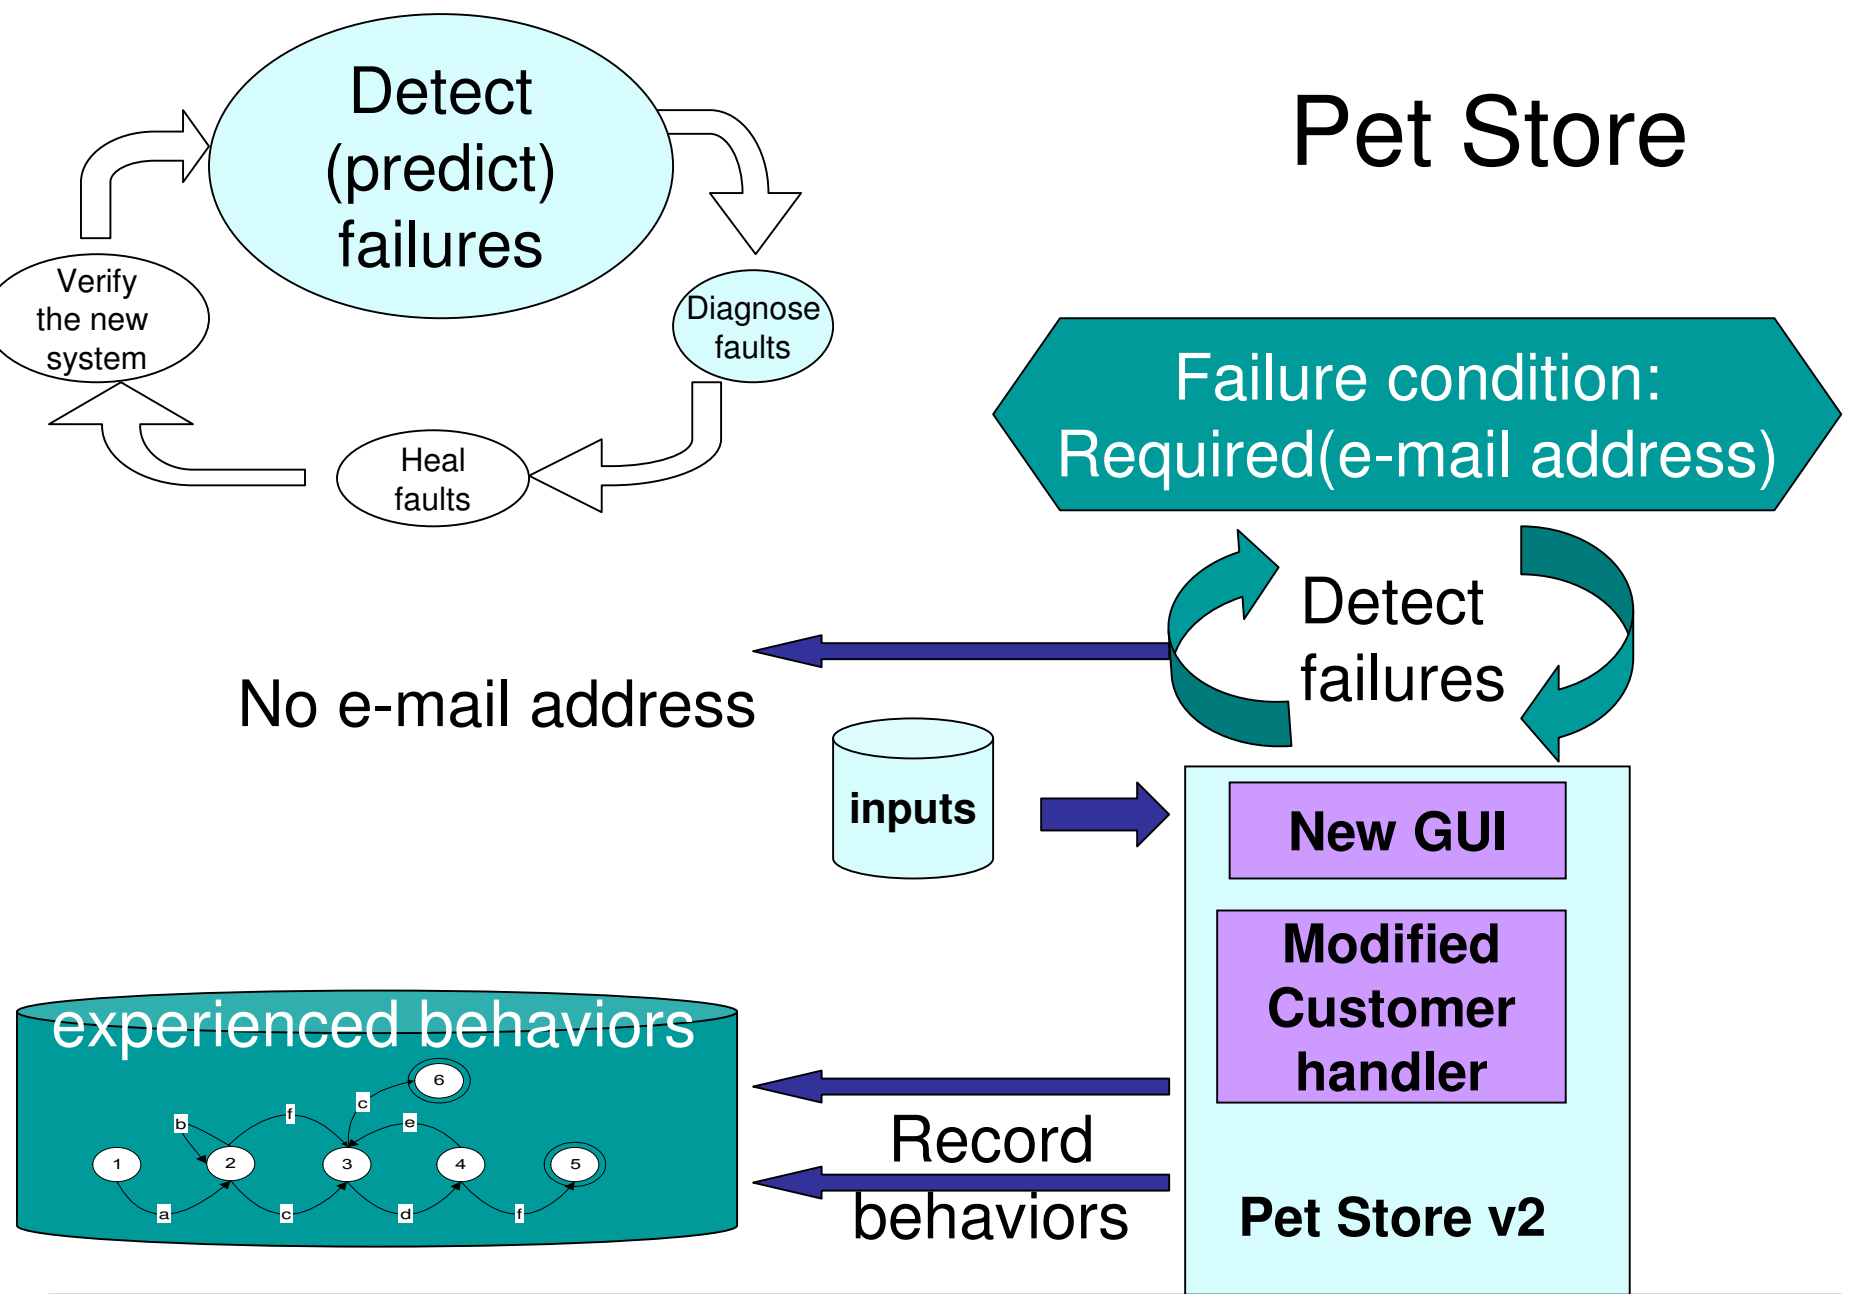 Pet Store
Detect
(predict)
failures
Verify
the new
system
Diagnose
faults
Heal
faults
Failure condition:
Required(e-mail address)
Detect
failures
No e-mail address
inputs
New GUI
Modified
Customer
handler
Pet Store v2
experienced behaviors
6
c
b
f
e
1
2
3
4
5
a
c
d
f
Record
behaviors